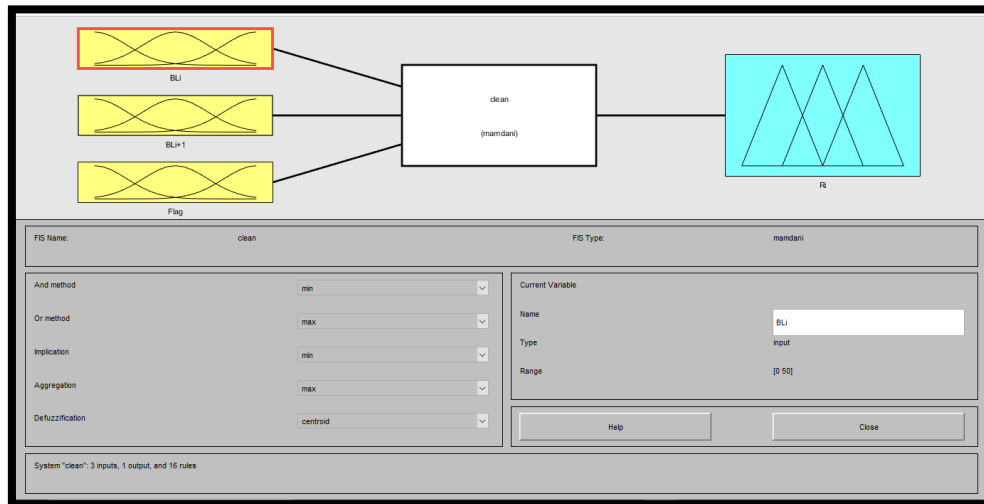 BLi
BLi+1
Flag
clean
(mamdani)
Ri
FIS Name: clean FIS Type: mamdani
And method min
Or method max
Implication min
Aggregation max
Defuzzification centroid
Current Variable
Name BLi
Type input
Range [0 50]
Help Close
System "clean": 3 inputs, 1 output, and 16 rules